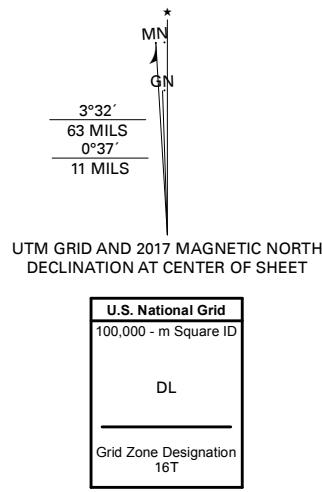 MN
GN
3°32´
63 MILS
0°37´
11 MILS
UTM GRID AND 2017 MAGNETIC NORTH
DECLINATION AT CENTER OF SHEET
U.S. National Grid
100,000 - m Square ID
DL
Grid Zone Designation
16T